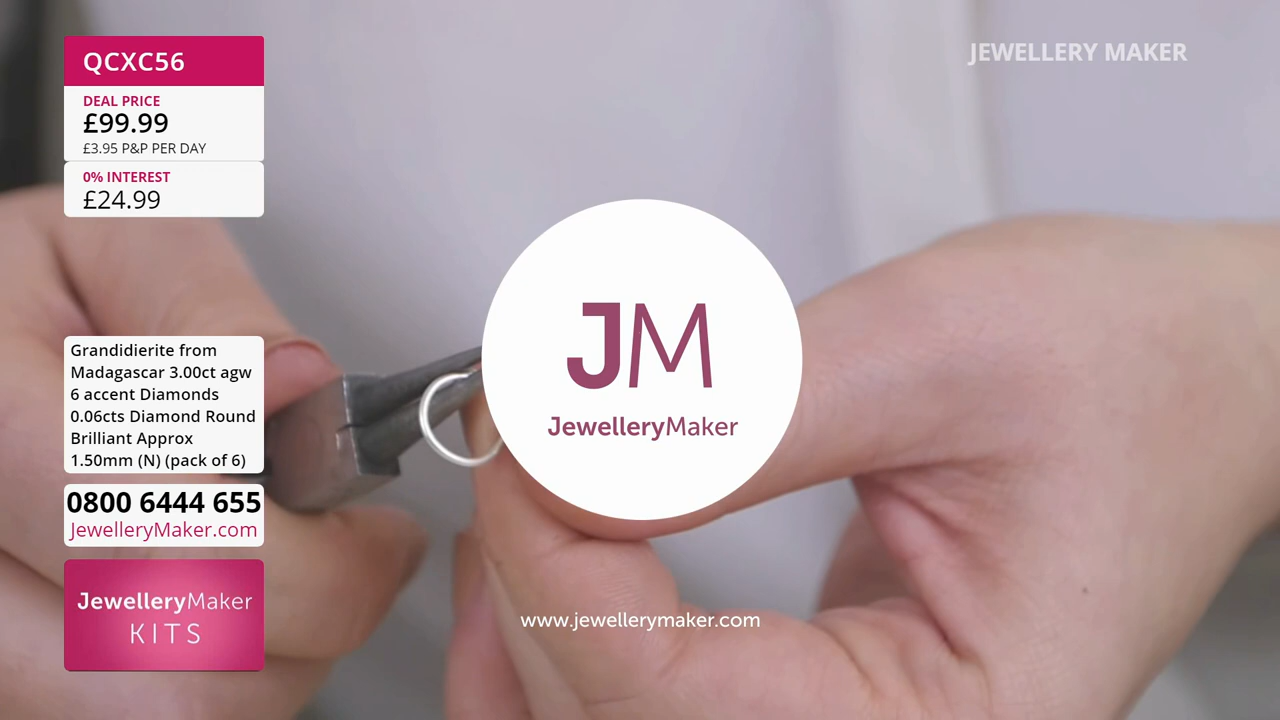 QCXC56
DEAL PRICE
£99.99
£3.95 P&P PER DAY
0% INTEREST
£24.99
Grandidierite from
Madagascar 3.00ct agw
6 accent Diamonds
0.06cts Diamond Round
Brilliant Approx
1.50mm (N) (pack of 6)
0800 6444 655
JewelleryMaker.com
JewelleryMaker
KITS
JEWELLERY MAKER
JM
JewelleryMaker
www.jewellerymaker.com